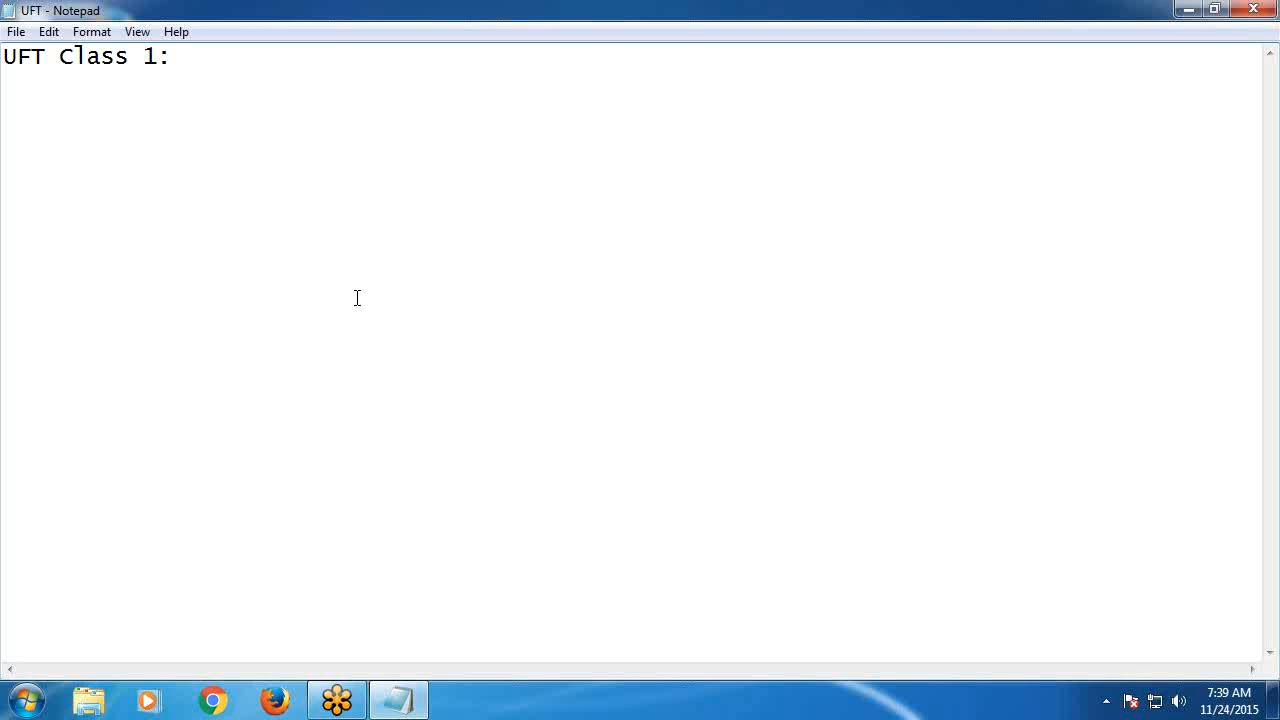 UFT - Notepad
File Edit Format View Help
UFT Class 1:
7:39 AM
11/24/2015